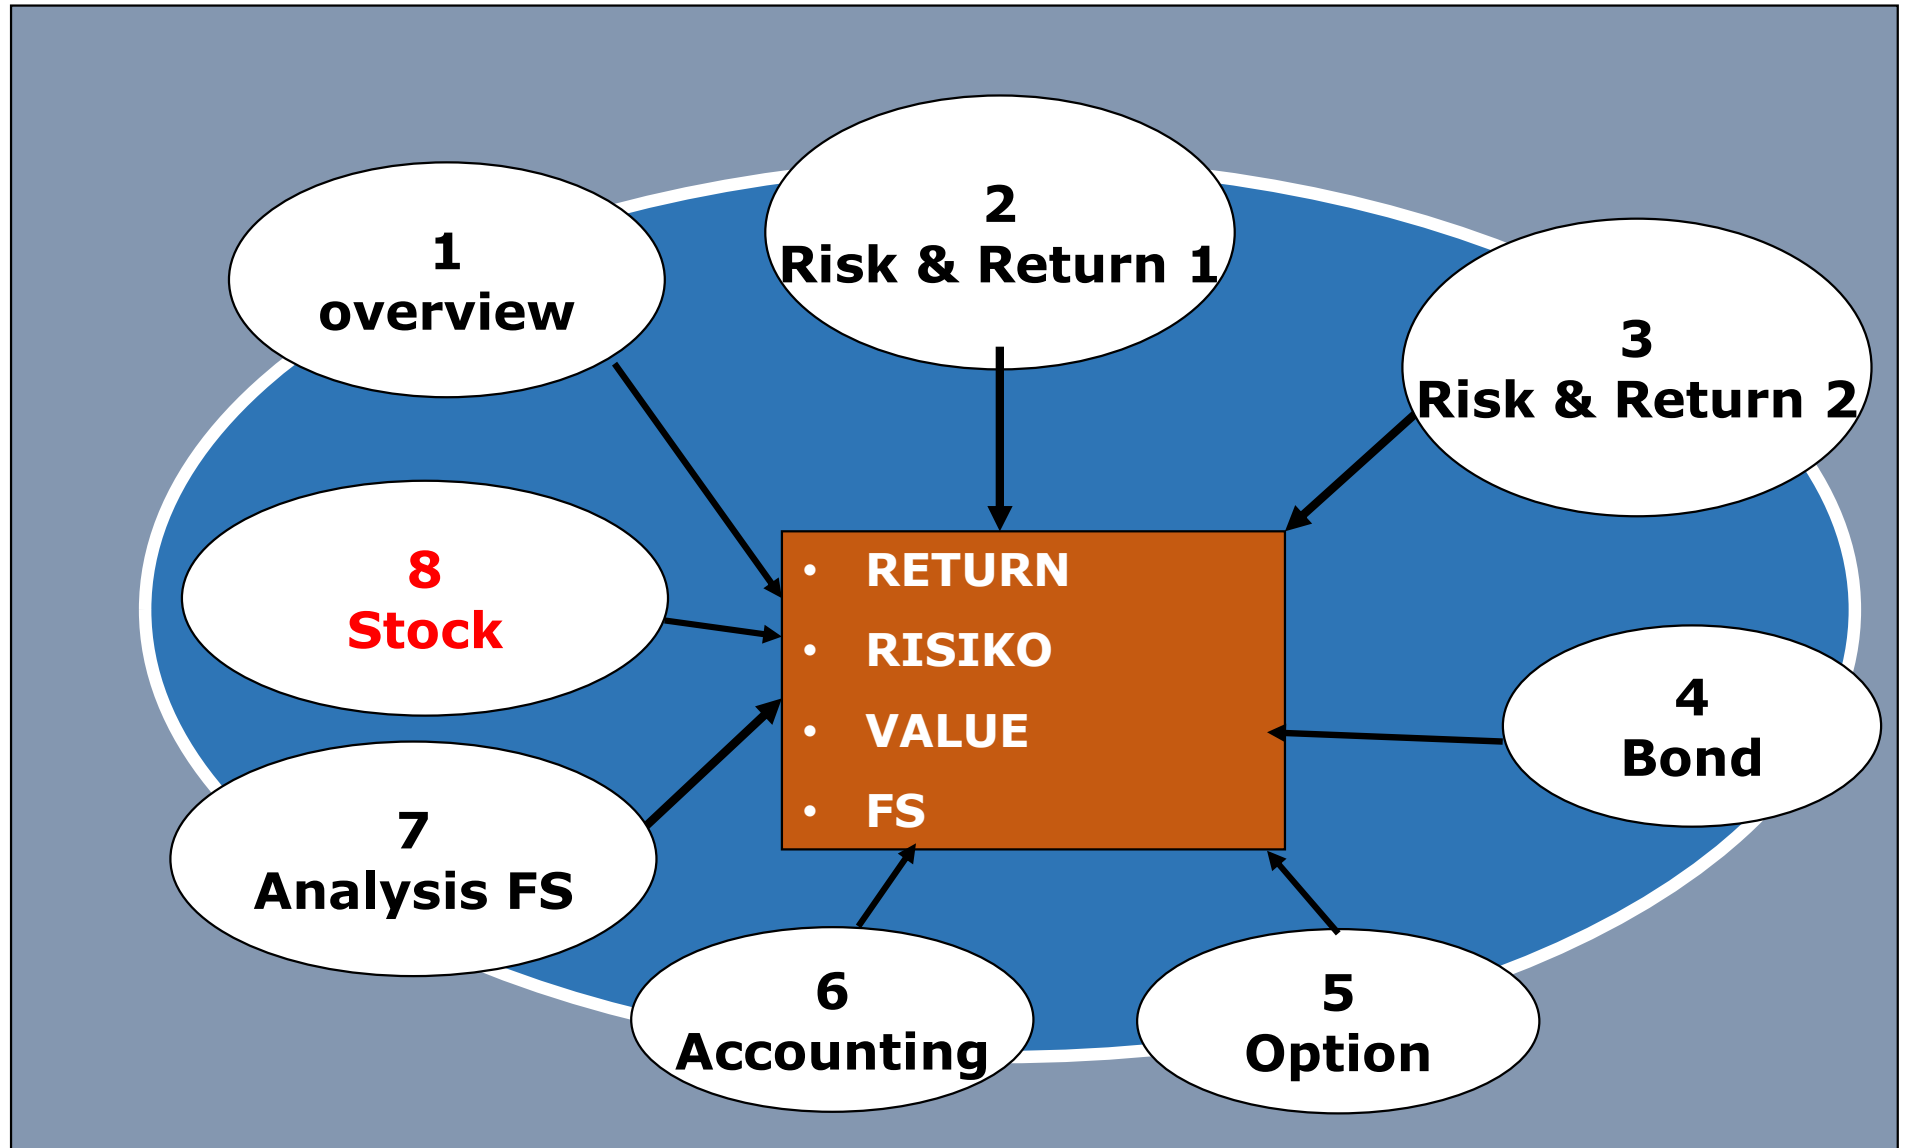 1
overview
2
Risk & Return 1
3
Risk & Return 2
4
Bond
5
Option
6
Accounting
7
Analysis FS
8
Stock
• RETURN
• RISIKO
• VALUE
• FS